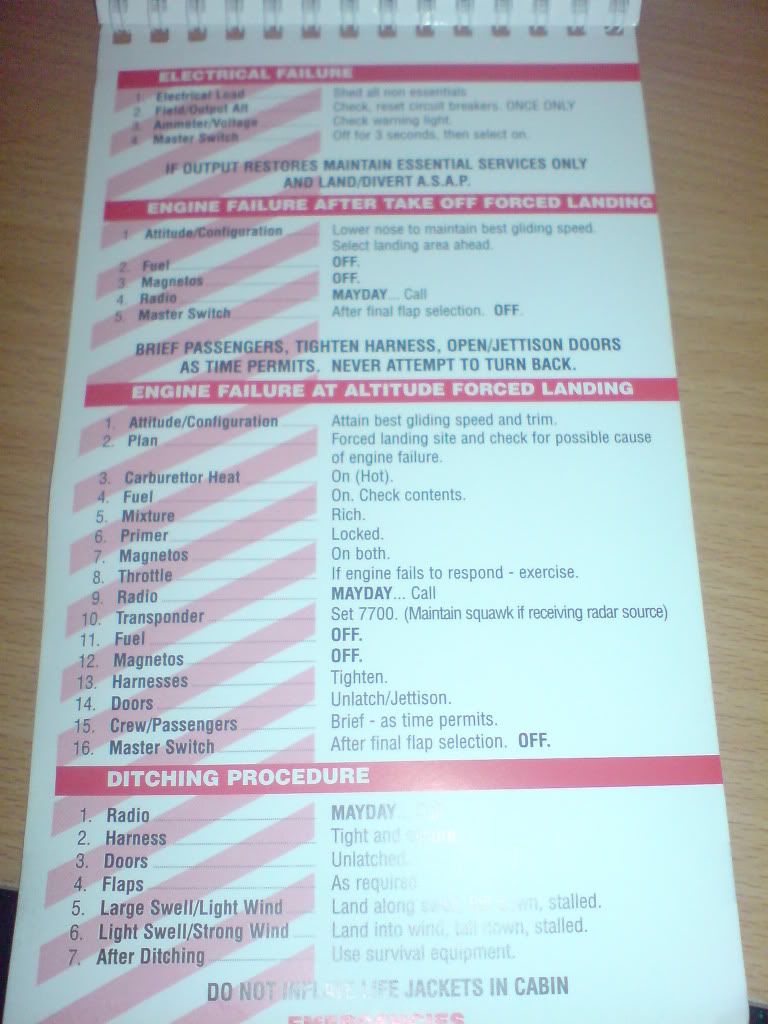 ELECTRICAL FAILURE
1. Electrical Load Shed all non essentials
2. Field/Output Alt Check, reset circuit breakers. ONCE ONLY
3. Ammeter/Voltage Check warning light.
4. Master Switch Off for 3 seconds, then select on.
IF OUTPUT RESTORES MAINTAIN ESSENTIAL SERVICES ONLY
AND LAND/DIVERT A.S.A.P.
ENGINE FAILURE AFTER TAKE OFF FORCED LANDING
1 Attitude/Configuration Lower nose to maintain best gliding speed.
Select landing area ahead.
2. Fuel OFF.
3. Magnetos OFF.
4. Radio MAYDAY... Call
5. Master Switch After final flap selection. OFF.
BRIEF PASSENGERS, TIGHTEN HARNESS, OPEN/JETTISON DOORS
AS TIME PERMITS. NEVER ATTEMPT TO TURN BACK.
ENGINE FAILURE AT ALTITUDE FORCED LANDING
1. Attitude/Configuration Attain best gliding speed and trim.
2. Plan Forced landing site and check for possible cause
of engine failure.
3. Carburettor Heat On (Hot).
4. Fuel On. Check contents.
5. Mixture Rich.
6. Primer Locked.
7. Magnetos On both.
8. Throttle If engine fails to respond - exercise.
9. Radio MAYDAY... Call
10. Transponder Set 7700. (Maintain squawk if receiving radar source)
11. Fuel OFF.
12. Magnetos OFF.
13. Harnesses Tighten.
14. Doors Unlatch/Jettison.
15. Crew/Passengers Brief - as time permits.
16. Master Switch After final flap selection. OFF.
DITCHING PROCEDURE
1. Radio MAYDAY...
2. Harness Tight and
3. Doors Unlatched.
4. Flaps As required
5. Large Swell/Light Wind Land along swell, tail down, stalled.
6. Light Swell/Strong Wind Land into wind, tail down, stalled.
7. After Ditching Use survival equipment.
DO NOT INFLATE LIFE JACKETS IN CABIN
EMERGENCIES